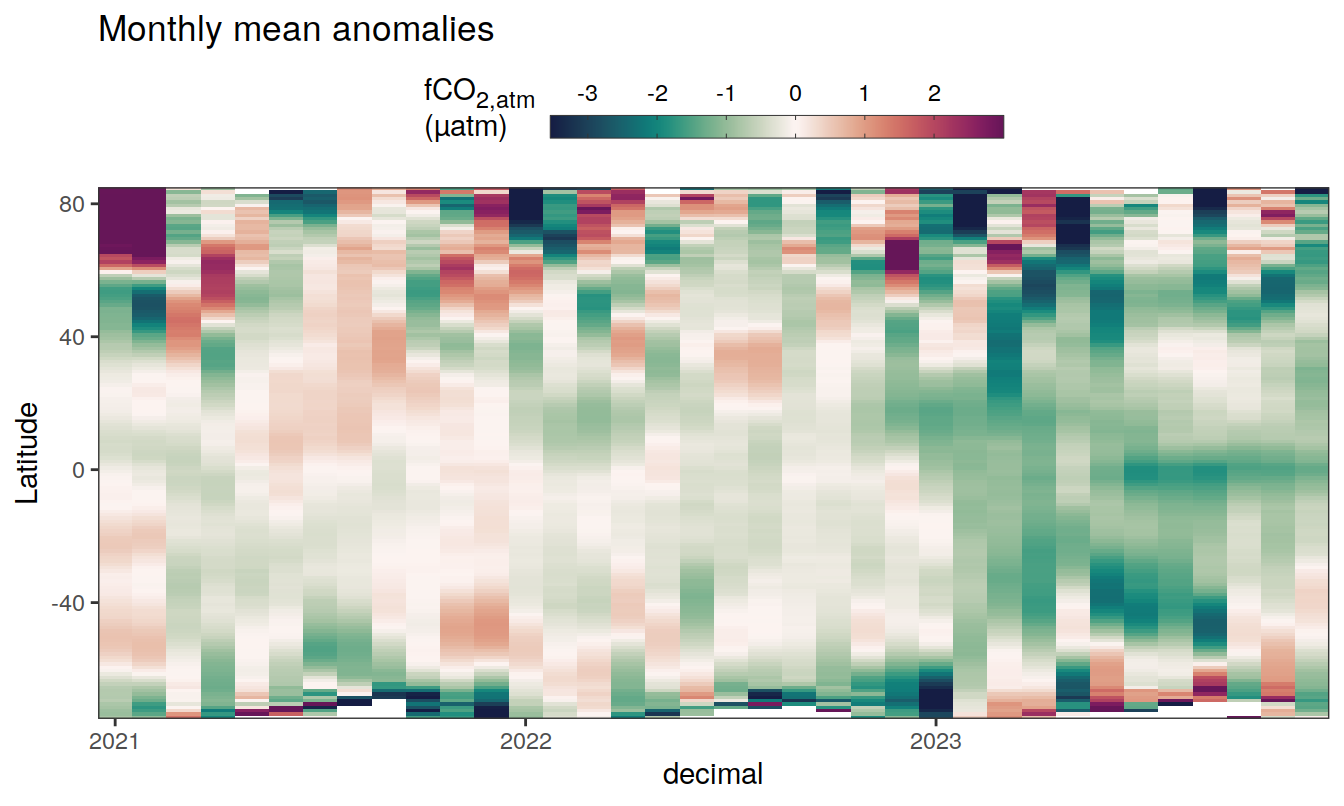 Monthly mean anomalies
fCO2,atm
(µatm)
-3 -2 -1 0 1 2
80
40
0
-40
Latitude
2021 2022 2023
decimal